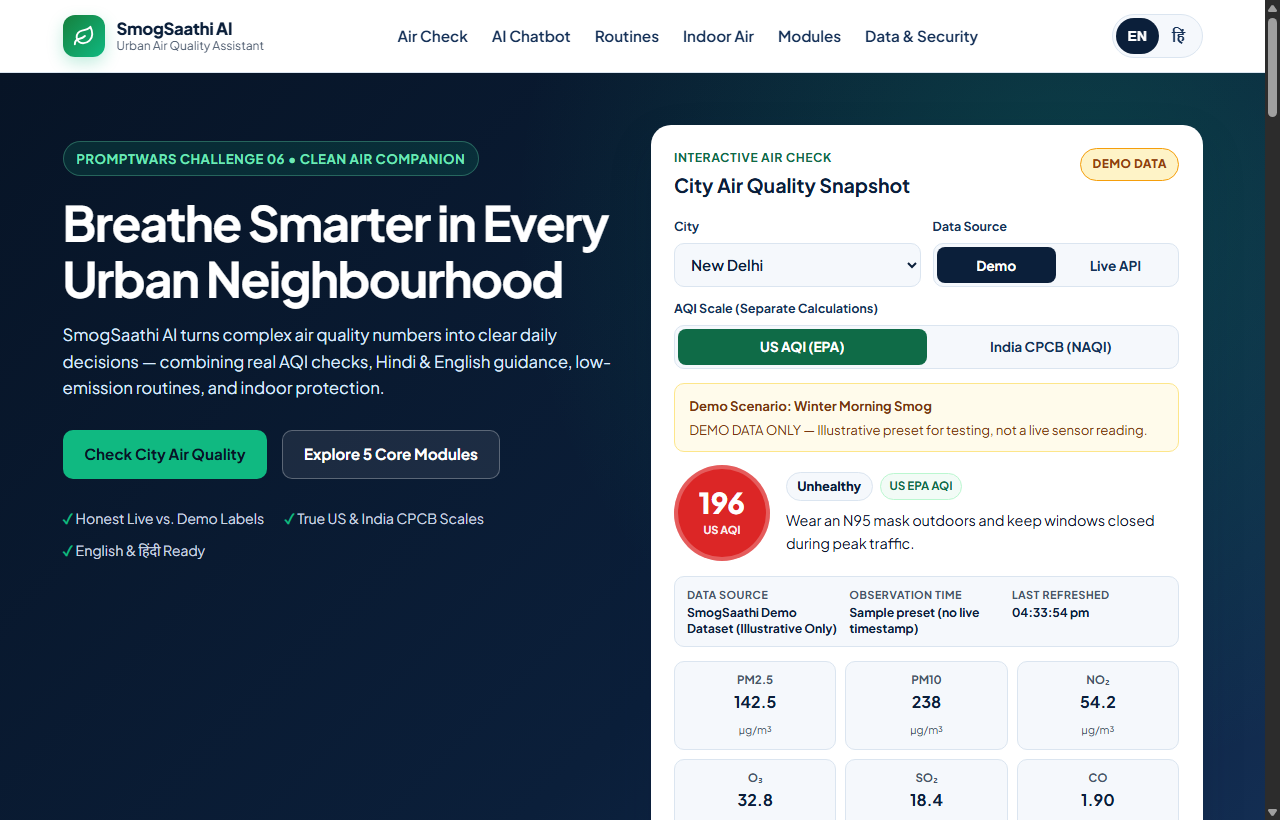 SmogSaathi AI
Urban Air Quality Assistant
Air Check
AI Chatbot
Routines
Indoor Air
Modules
Data & Security
EN
हिं
PROMPTWARS CHALLENGE 06 • CLEAN AIR COMPANION
Breathe Smarter in Every
Urban Neighbourhood
SmogSaathi AI turns complex air quality numbers into clear daily
decisions — combining real AQI checks, Hindi & English guidance, low-
emission routines, and indoor protection.
Check City Air Quality
Explore 5 Core Modules
✓ Honest Live vs. Demo Labels
✓ True US & India CPCB Scales
✓ English & हिंदी Ready
INTERACTIVE AIR CHECK
City Air Quality Snapshot
DEMO DATA
City
New Delhi
Data Source
Demo
Live API
AQI Scale (Separate Calculations)
US AQI (EPA)
India CPCB (NAQI)
Demo Scenario: Winter Morning Smog
DEMO DATA ONLY — Illustrative preset for testing, not a live sensor reading.
196
US AQI
Unhealthy
US EPA AQI
Wear an N95 mask outdoors and keep windows closed
during peak traffic.
DATA SOURCE
SmogSaathi Demo
Dataset (Illustrative Only)
OBSERVATION TIME
Sample preset (no live
timestamp)
LAST REFRESHED
04:33:54 pm
PM2.5
142.5
µg/m³
PM10
238
µg/m³
NO₂
54.2
µg/m³
O₃
32.8
SO₂
18.4
CO
1.90